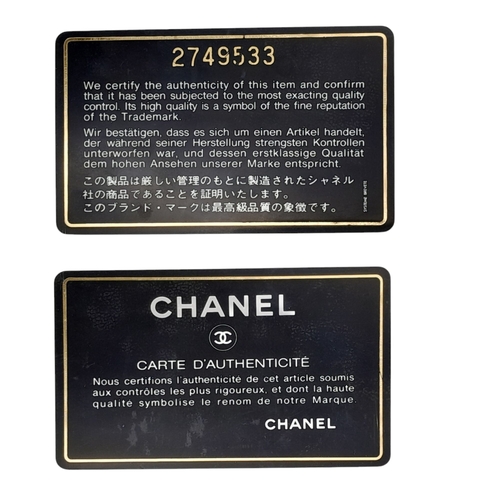 2749533
We certify the authenticity of this item and confirm
that it has been subjected to the most exacting quality
control. Its high quality is a symbol of the fine reputation
of the Trademark.
Wir bestätigen, dass es sich um einen Artikel handelt,
der während seiner Herstellung strengsten Kontrollen
unterworfen war, und dessen erstklassige Qualität
dem hohen Ansehen unserer Marke entspricht.
この製品は厳しい管理のもとに製造されたシャネル
社の商品であることを証明いたします。
このブランド・マークは最高級品質の象徴です。
CHANEL
CARTE D'AUTHENTICITÉ
Nous certifions l'authenticité de cet article soumis
aux contrôles les plus rigoureux, et dont la haute
qualité symbolise le renom de notre Marque.
CHANEL